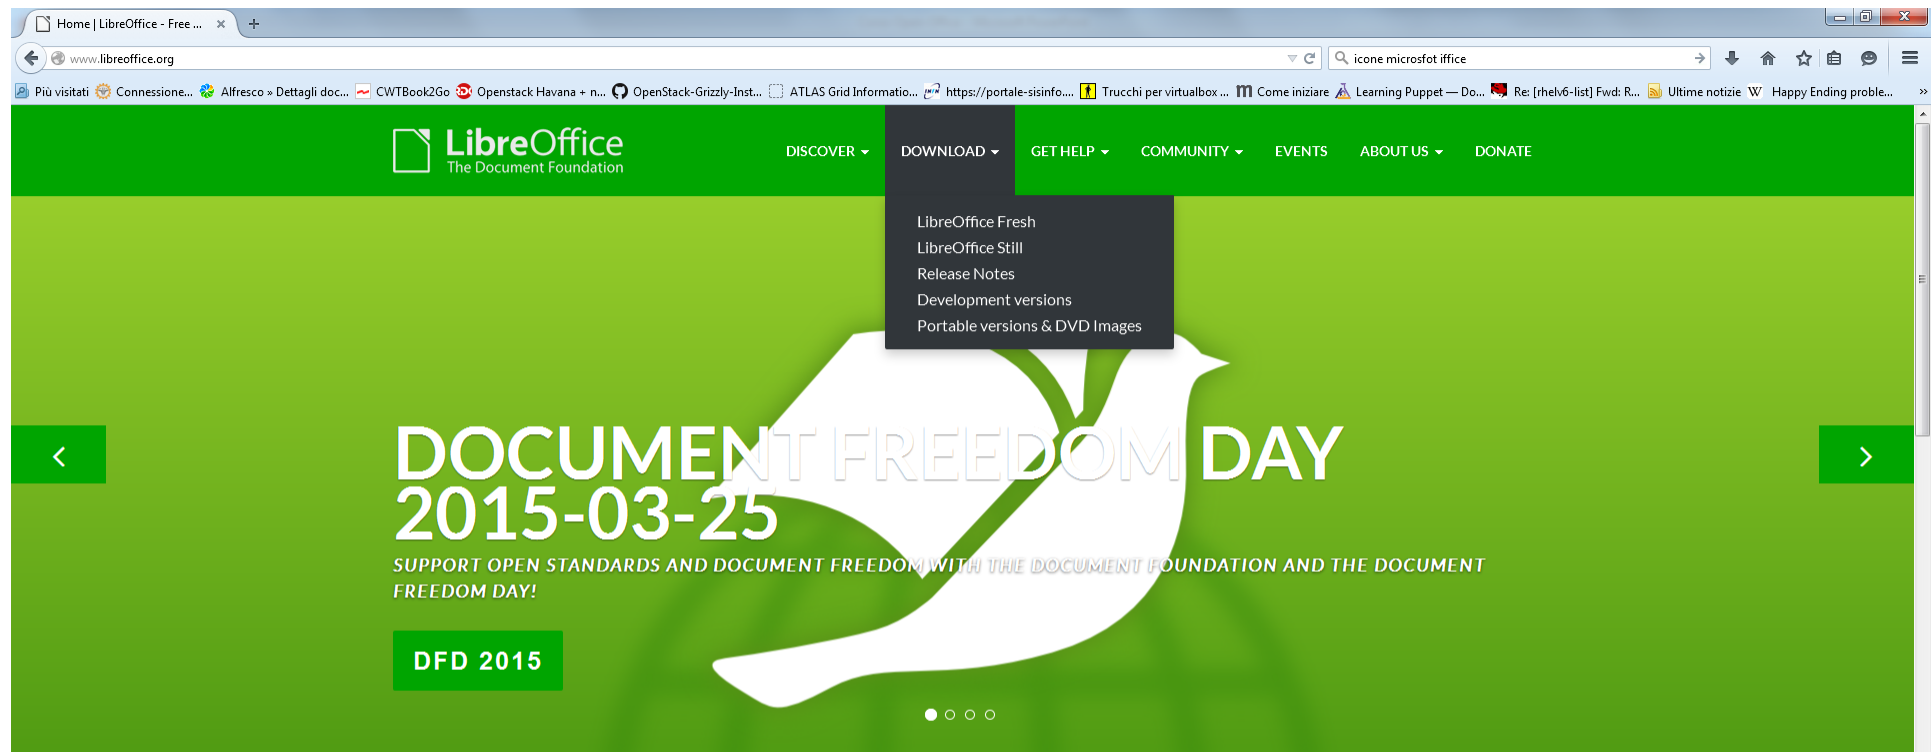 Home | LibreOffice - Free ...
www.libreoffice.org
icone microsfot iffice
Più visitati Connessione... Alfresco » Dettagli doc... CWTBook2Go Openstack Havana + n... OpenStack-Grizzly-Inst... ATLAS Grid Informatio... https://portale-sisinfo.... Trucchi per virtualbox ... Come iniziare Learning Puppet — Do... Re: [rhelv6-list] Fwd: R... Ultime notizie W Happy Ending proble... »
LibreOffice
The Document Foundation
DISCOVER DOWNLOAD GET HELP COMMUNITY EVENTS ABOUT US DONATE
LibreOffice Fresh
LibreOffice Still
Release Notes
Development versions
Portable versions & DVD Images
DOCUMENT FREEDOM DAY
2015-03-25
SUPPORT OPEN STANDARDS AND DOCUMENT FREEDOM WITH THE DOCUMENT FOUNDATION AND THE DOCUMENT
FREEDOM DAY!
DFD 2015